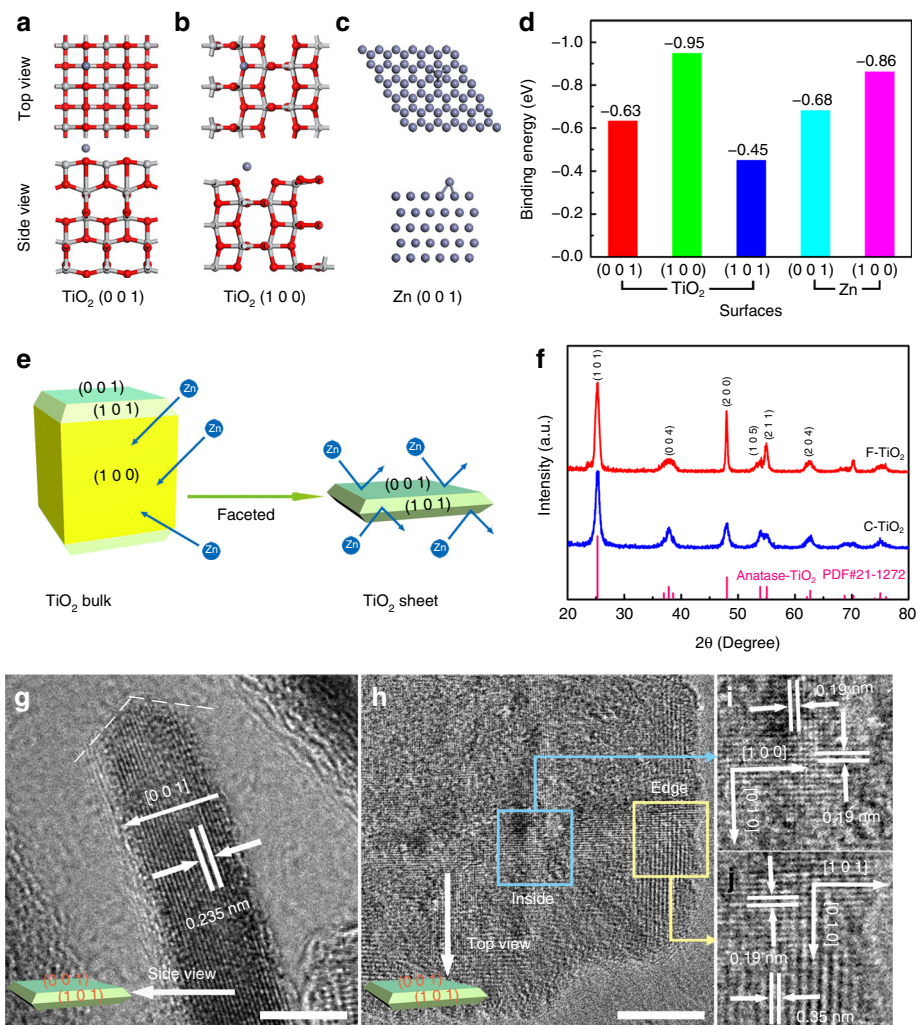 a
b
c
Top view
Side view
TiO2 (0 0 1)
TiO2 (1 0 0)
Zn (0 0 1)
d
Binding energy (eV)
−1.0
−0.8
−0.6
−0.4
−0.2
−0.0
−0.63
−0.95
−0.45
−0.68
−0.86
(0 0 1)
(1 0 0)
(1 0 1)
(0 0 1)
(1 0 0)
TiO2
Zn
Surfaces
e
(0 0 1)
(1 0 1)
(1 0 0)
Zn
Zn
Zn
Faceted
Zn
Zn
Zn
Zn
(0 0 1)
(1 0 1)
TiO2 bulk
TiO2 sheet
f
Intensity (a.u.)
(1 0 1)
(0 0 4)
(2 0 0)
(1 0 5)
(2 1 1)
(2 0 4)
F-TiO2
C-TiO2
Anatase-TiO2 PDF#21-1272
20
30
40
50
60
70
80
2θ (Degree)
g
[0 0 1]
0.235 nm
Side view
(0 0 1)
(1 0 1)
h
Inside
Edge
Top view
(0 0 1)
(1 0 1)
i
0.19 nm
[1 0 0]
[0 1 0]
0.19 nm
j
[1 0 1]
[0 1 0]
0.19 nm
0.35 nm